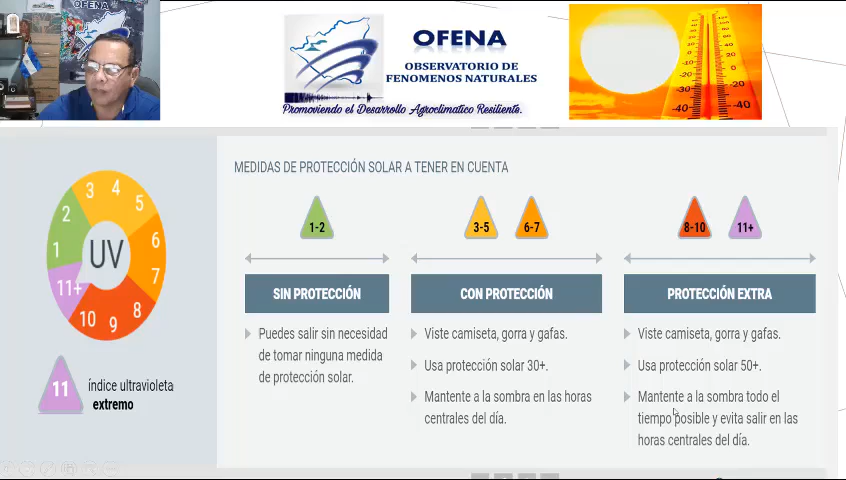 OFENA
OFENA
OBSERVATORIO DE
FENOMENOS NATURALES
Promoviendo el Desarrollo Agroclimatico Resiliente.
MEDIDAS DE PROTECCIÓN SOLAR A TENER EN CUENTA
1
2
3
4
5
6
7
8
9
10
11+
UV
11
índice ultravioleta
extremo
1-2
3-5
6-7
8-10
11+
SIN PROTECCIÓN
Puedes salir sin necesidad
de tomar ninguna medida
de protección solar.
CON PROTECCIÓN
Viste camiseta, gorra y gafas.
Usa protección solar 30+.
Mantente a la sombra en las horas
centrales del día.
PROTECCIÓN EXTRA
Viste camiseta, gorra y gafas.
Usa protección solar 50+.
Mantente a la sombra todo el
tiempo posible y evita salir en las
horas centrales del día.